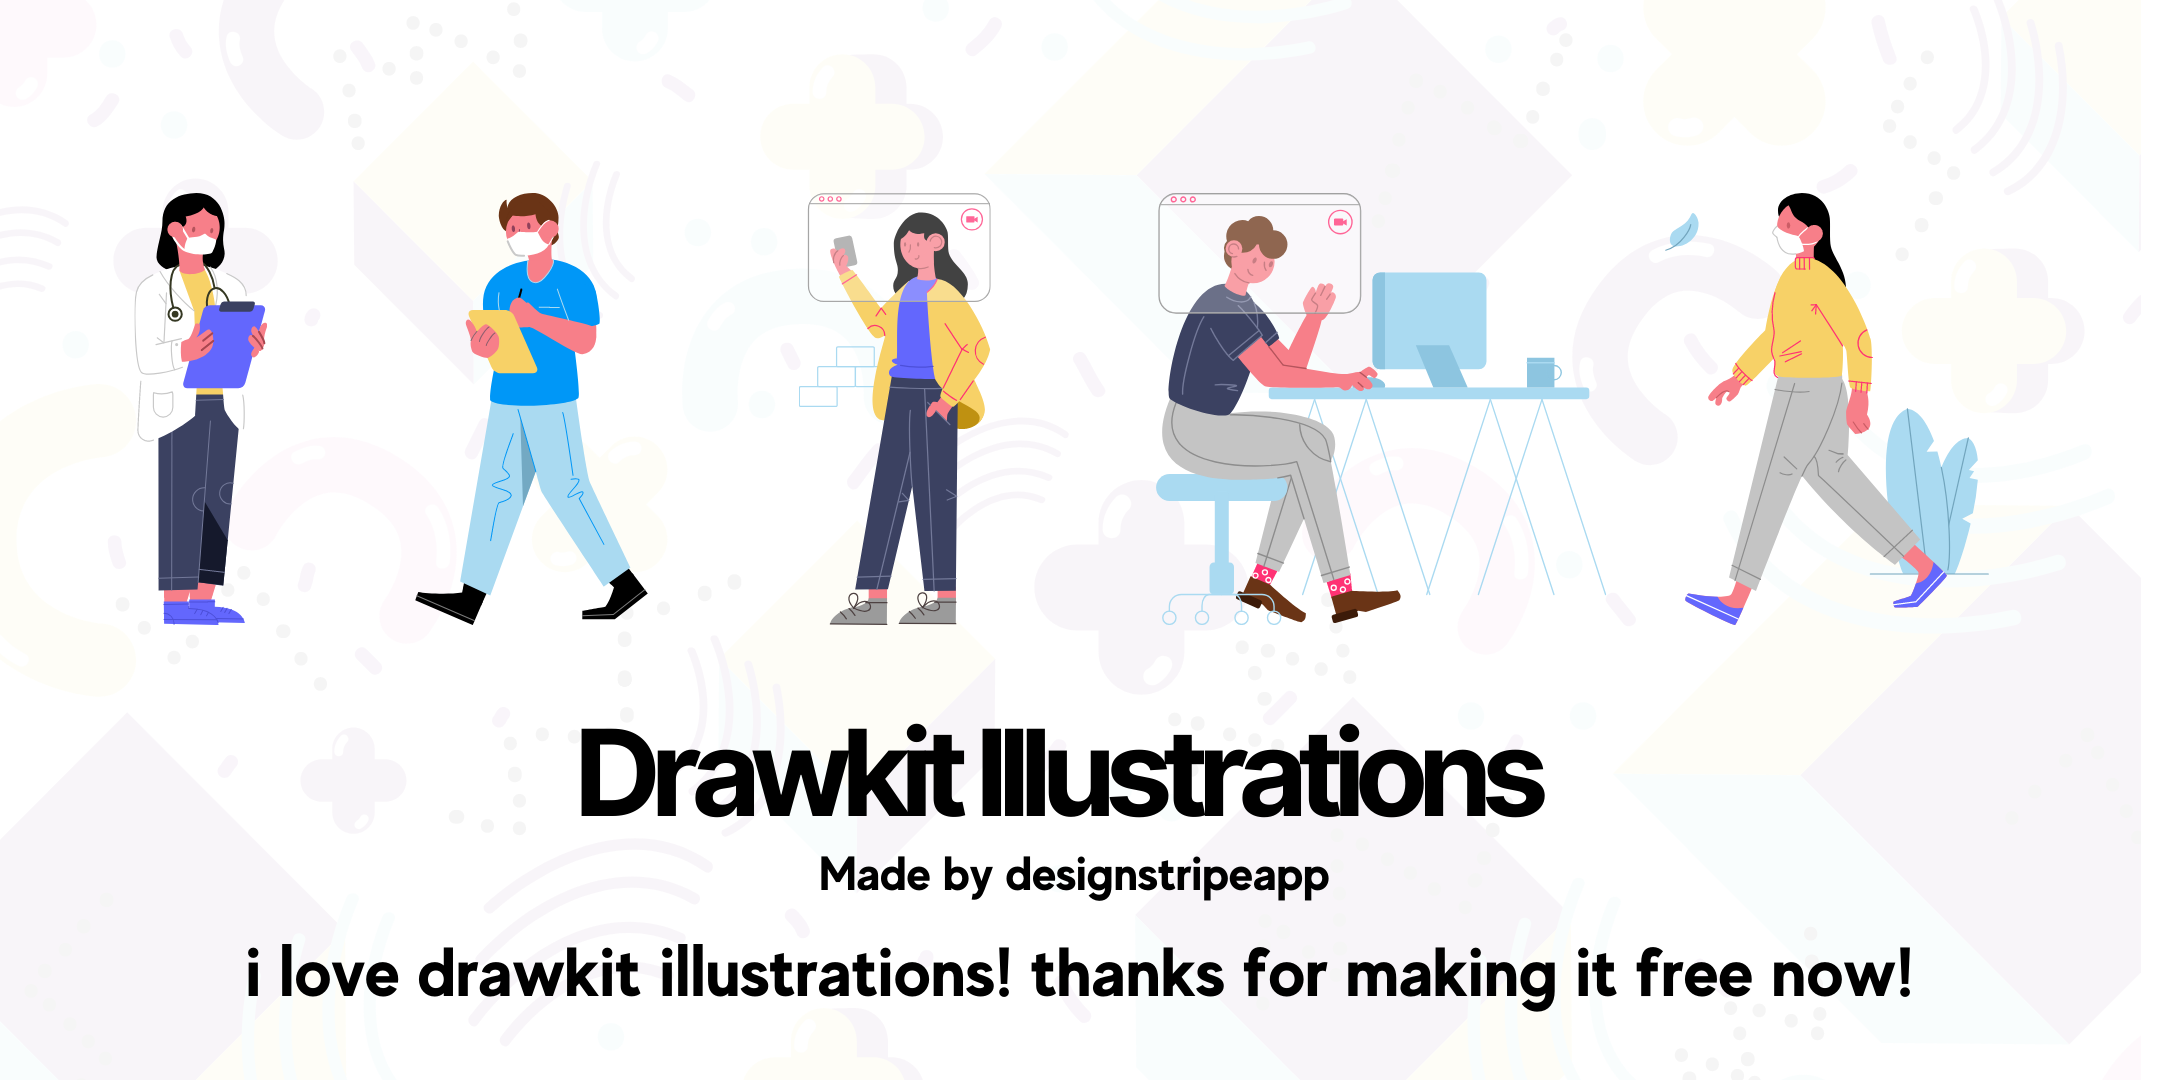 Drawkit Illustrations
Made by designstripeapp
i love drawkit illustrations! thanks for making it free now!